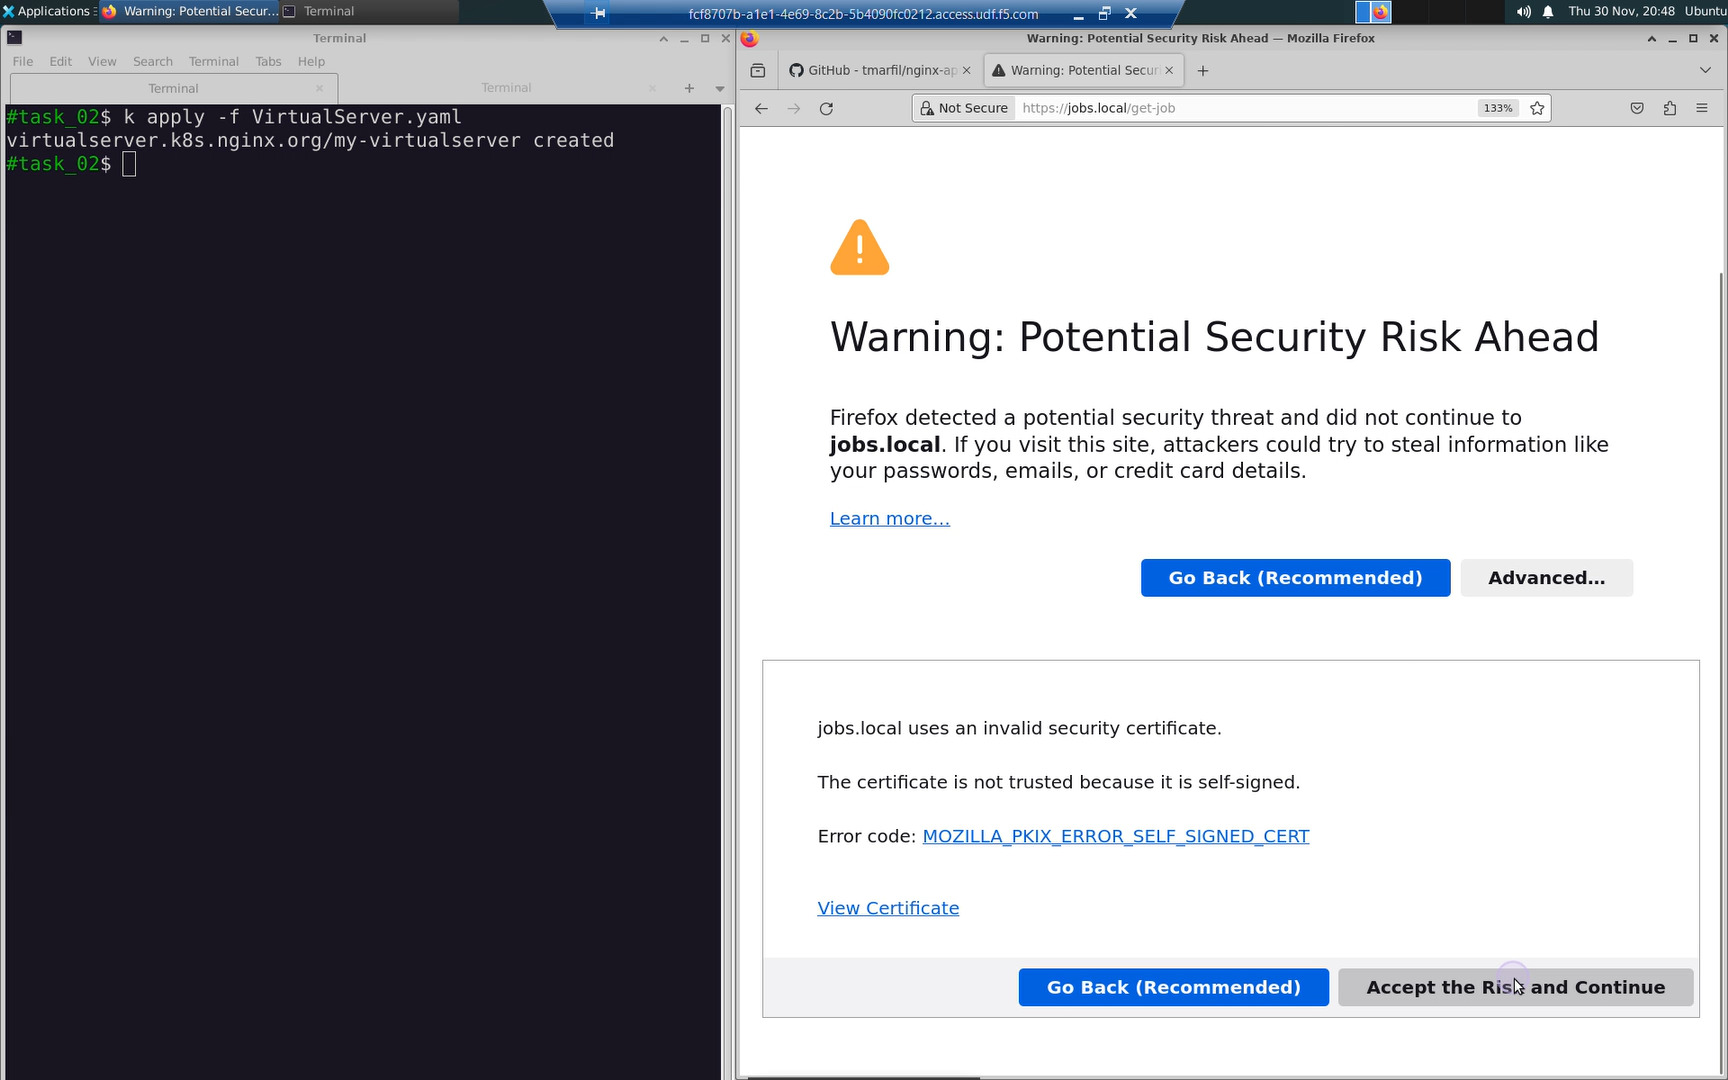 Applications
Warning: Potential Secur...
Terminal
fcf8707b-a1e1-4e69-8c2b-5b4090fc0212.access.udf.f5.com
Thu 30 Nov, 20:48
Ubuntu
Terminal
File Edit View Search Terminal Tabs Help
Terminal
Terminal
#task_02$ k apply -f VirtualServer.yaml
virtualserver.k8s.nginx.org/my-virtualserver created
#task_02$
Warning: Potential Security Risk Ahead — Mozilla Firefox
GitHub - tmarfil/nginx-ap
Warning: Potential Securi
Not Secure
https://jobs.local/get-job
133%
Warning: Potential Security Risk Ahead
Firefox detected a potential security threat and did not continue to
jobs.local. If you visit this site, attackers could try to steal information like
your passwords, emails, or credit card details.
Learn more…
Go Back (Recommended)
Advanced…
jobs.local uses an invalid security certificate.
The certificate is not trusted because it is self-signed.
Error code: MOZILLA_PKIX_ERROR_SELF_SIGNED_CERT
View Certificate
Go Back (Recommended)
Accept the Risk and Continue